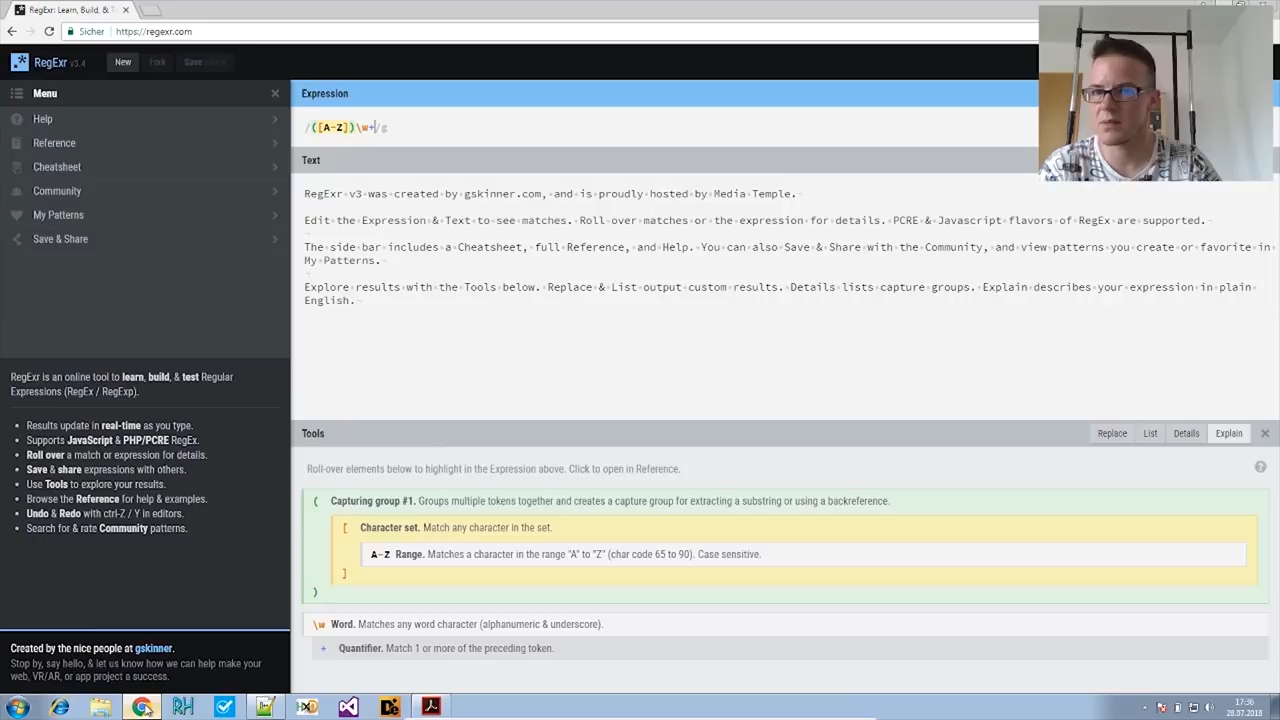 RegExr: Learn, Build, & T
Sicher https://regexr.com
RegExr v3.4 New Fork Save
Menu
Help
Reference
Cheatsheet
Community
My Patterns
Save & Share
RegExr is an online tool to learn, build, & test Regular
Expressions (RegEx / RegExp).
Results update in real-time as you type.
Supports JavaScript & PHP/PCRE RegEx.
Roll over a match or expression for details.
Save & share expressions with others.
Use Tools to explore your results.
Browse the Reference for help & examples.
Undo & Redo with ctrl-Z / Y in editors.
Search for & rate Community patterns.
Created by the nice people at gskinner.
Stop by, say hello, & let us know how we can help make your
web, VR/AR, or app project a success.
Expression
/([A-Z])\w+/g
Text
RegExr v3 was created by gskinner.com, and is proudly hosted by Media Temple.
Edit the Expression & Text to see matches. Roll over matches or the expression for details. PCRE & Javascript flavors of RegEx are supported.
The side bar includes a Cheatsheet, full Reference, and Help. You can also Save & Share with the Community, and view patterns you create or favorite in
My Patterns.
Explore results with the Tools below. Replace & List output custom results. Details lists capture groups. Explain describes your expression in plain
English.
Tools Replace List Details Explain
Roll-over elements below to highlight in the Expression above. Click to open in Reference.
( Capturing group #1. Groups multiple tokens together and creates a capture group for extracting a substring or using a backreference.
[ Character set. Match any character in the set.
A-Z Range. Matches a character in the range "A" to "Z" (char code 65 to 90). Case sensitive.
]
)
\w Word. Matches any word character (alphanumeric & underscore).
+ Quantifier. Match 1 or more of the preceding token.
17:36
28.07.2018